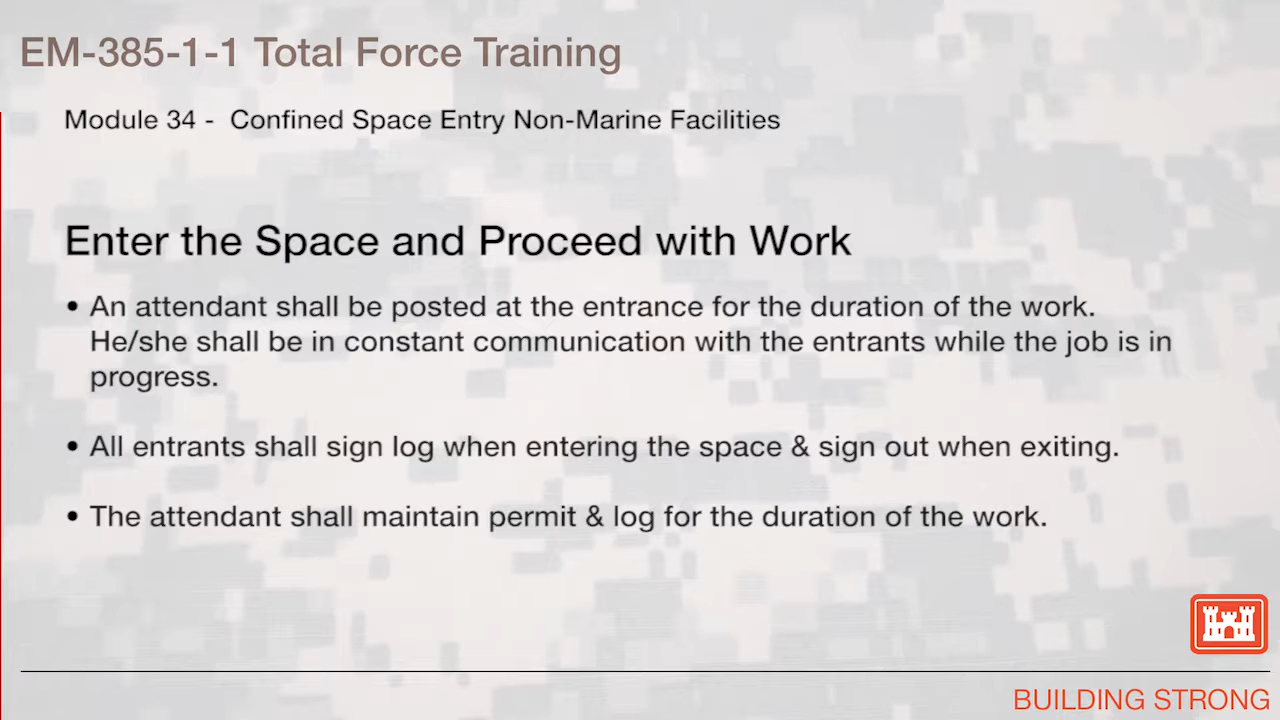 EM-385-1-1 Total Force Training
Module 34 - Confined Space Entry Non-Marine Facilities
Enter the Space and Proceed with Work
• An attendant shall be posted at the entrance for the duration of the work.
He/she shall be in constant communication with the entrants while the job is in
progress.
• All entrants shall sign log when entering the space & sign out when exiting.
• The attendant shall maintain permit & log for the duration of the work.
BUILDING STRONG